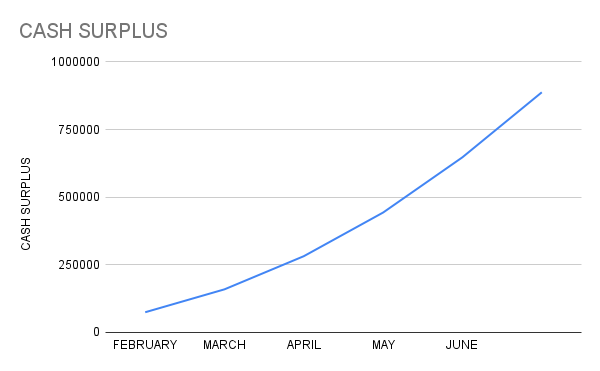 CASH SURPLUS
1000000
750000
500000
250000
0
CASH SURPLUS
FEBRUARY MARCH APRIL MAY JUNE